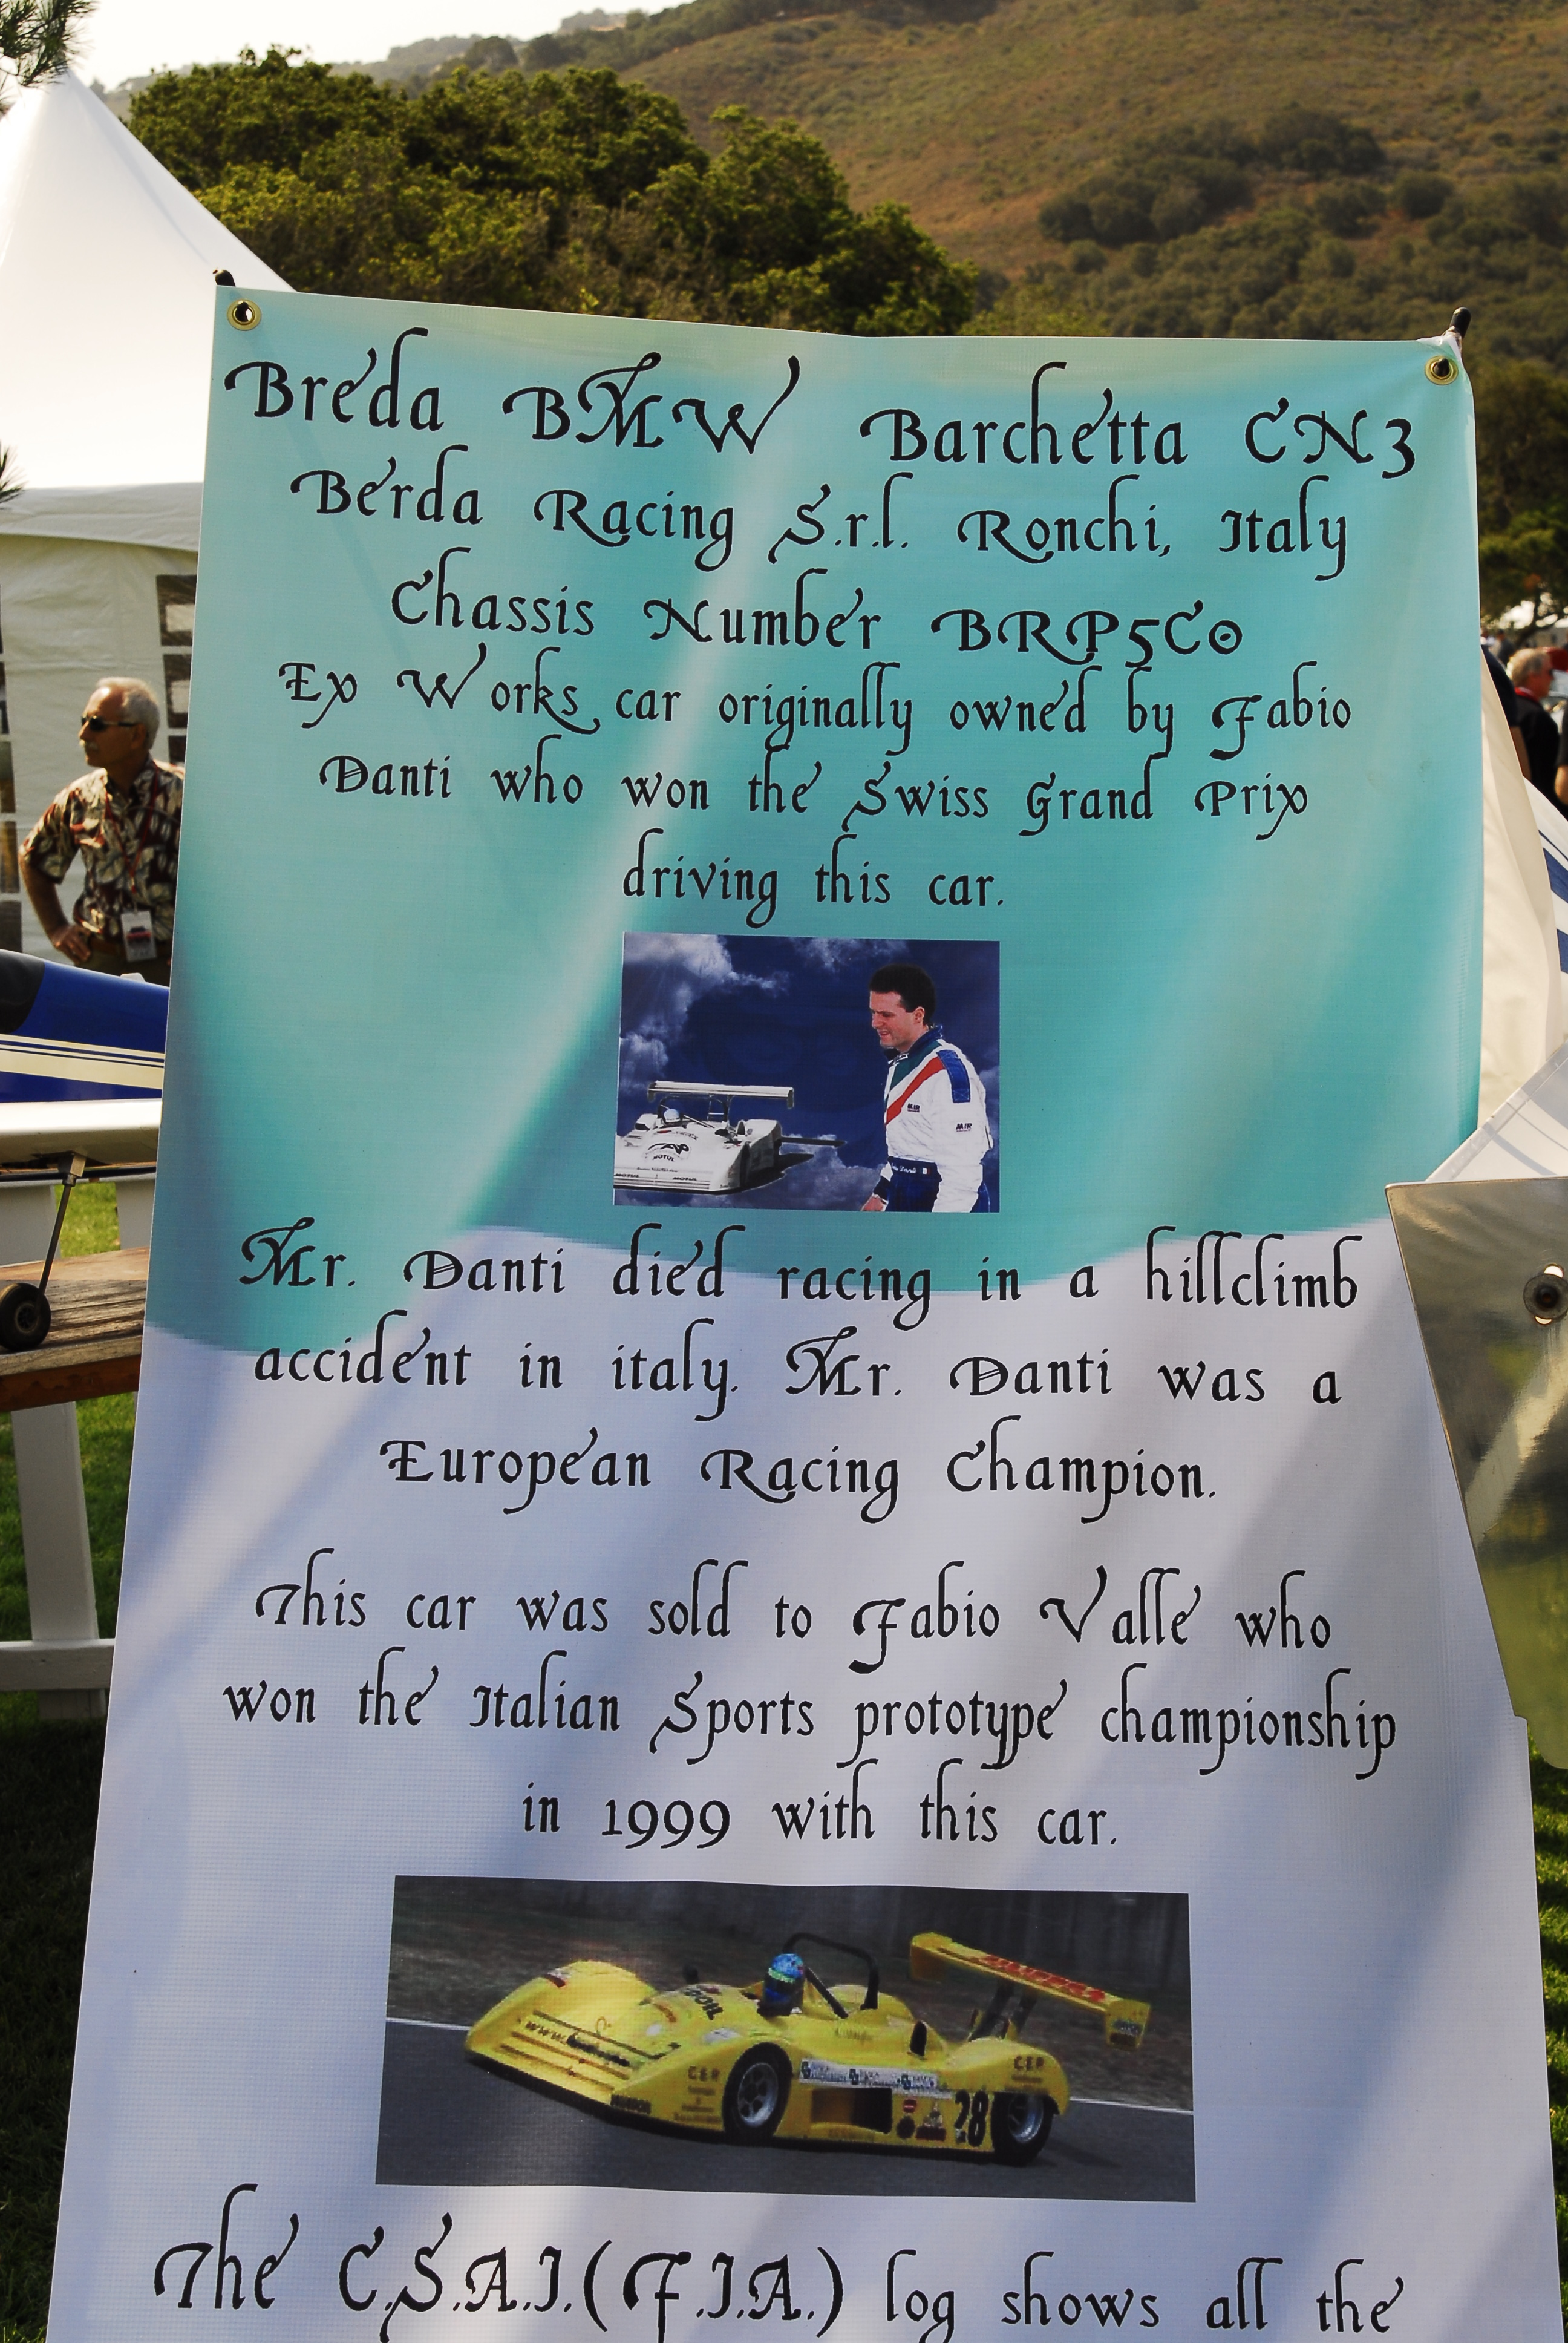 Breda BMW Barchetta CN3
Berda Racing S.r.l. Ronchi, Italy
Chassis Number BRP5C0
Ex Works car originally owned by Fabio
Danti who won the Swiss Grand Prix
driving this car.
Mr. Danti died racing in a hillclimb
accident in italy. Mr. Danti was a
European Racing Champion.
This car was sold to Fabio Valle who
won the Italian Sports prototype championship
in 1999 with this car.
CER
CER
28
The C.S.A.I.(F.I.A.) log shows all the